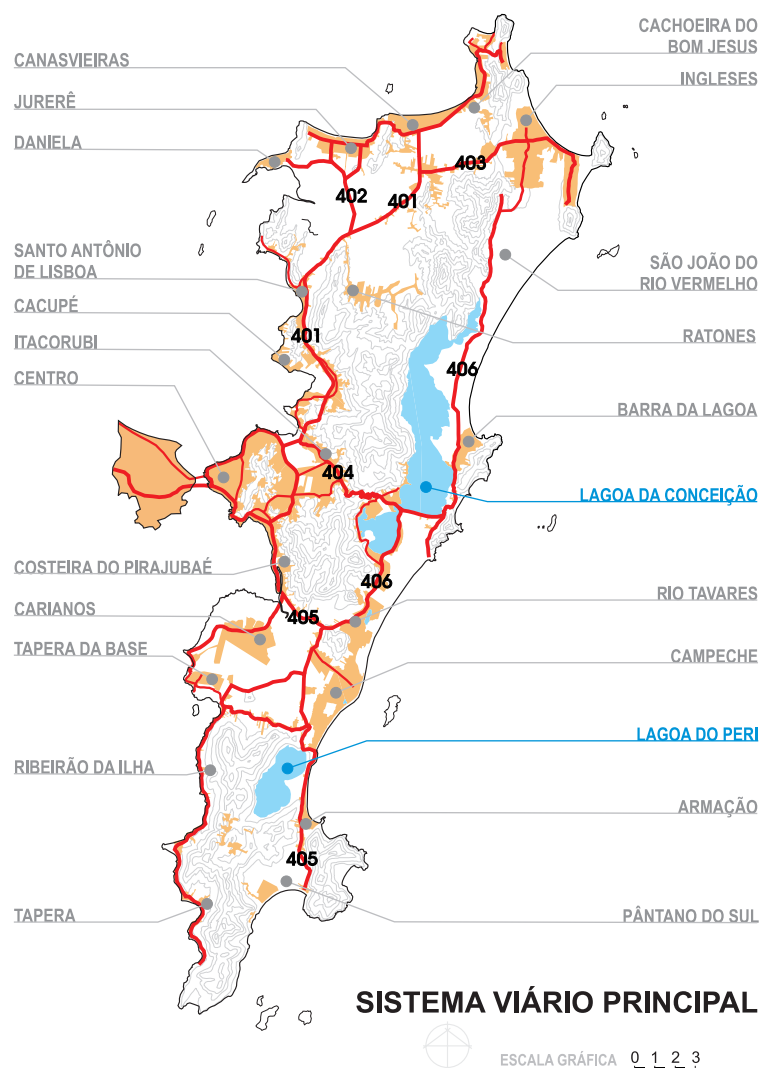 CACHOEIRA DO
BOM JESUS
CANASVIEIRAS
INGLESES
JURERÊ
DANIELA
403
402
401
SANTO ANTÔNIO
DE LISBOA
SÃO JOÃO DO
RIO VERMELHO
CACUPÉ
401
RATONES
ITACORUBI
406
CENTRO
BARRA DA LAGOA
404
LAGOA DA CONCEIÇÃO
COSTEIRA DO PIRAJUBAÉ
406
RIO TAVARES
CARIANOS
405
TAPERA DA BASE
CAMPECHE
LAGOA DO PERI
RIBEIRÃO DA ILHA
ARMAÇÃO
405
TAPERA
PÂNTANO DO SUL
SISTEMA VIÁRIO PRINCIPAL
ESCALA GRÁFICA 0 1 2 3